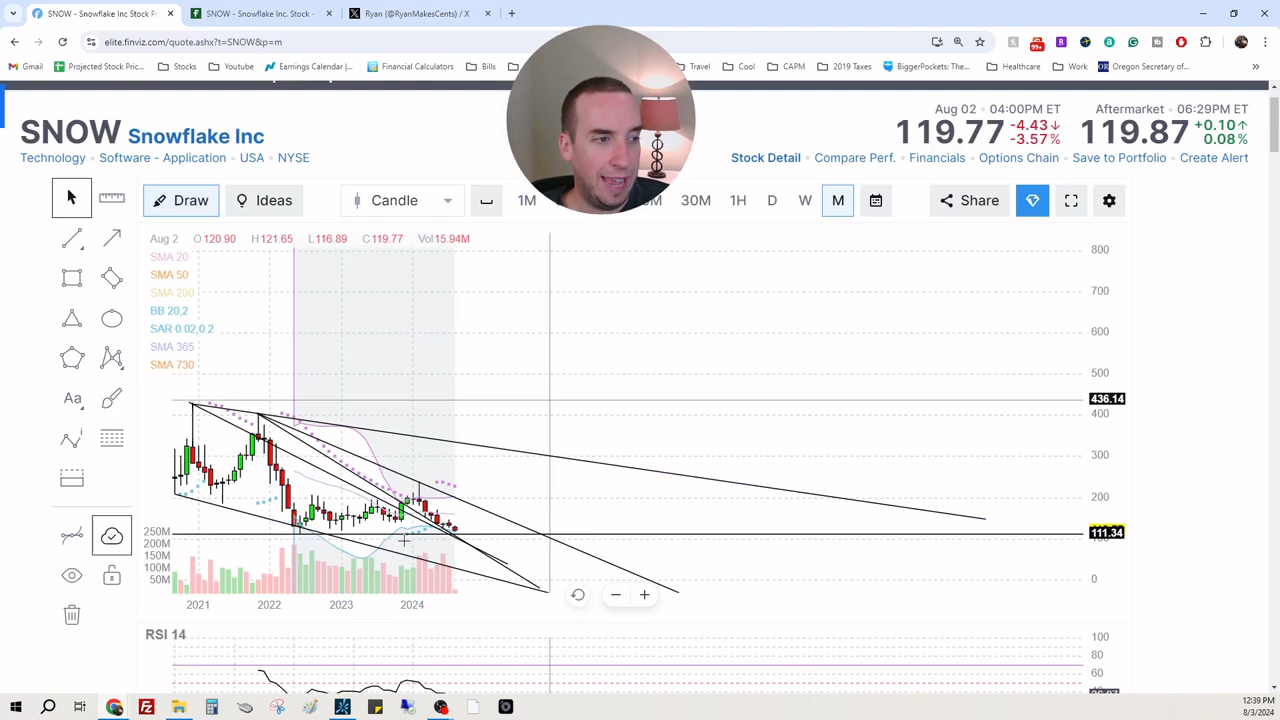 SNOW - Snowflake Inc Stock Pr
SNOW - Snowflake Inc. Stock -
Ryan (@RyanMakesCents) / X
elite.finviz.com/quote.ashx?t=SNOW&p=m
Gmail
Projected Stock Pric...
Stocks
Youtube
Earnings Calendar |...
Financial Calculators
Bills
Travel
Cool
CAPM
2019 Taxes
BiggerPockets: The...
Healthcare
Work
Oregon Secretary of...
SNOW Snowflake Inc
Technology • Software - Application • USA • NYSE
Aug 02 • 04:00PM ET
119.77 -4.43↓
-3.57%
Aftermarket • 06:29PM ET
119.87 +0.10↑
0.08%
Stock Detail • Compare Perf. • Financials • Options Chain • Save to Portfolio • Create Alert
Draw
Ideas
Candle
1M
30M
1H
D
W
M
Share
Aug 2 O120.90 H121.65 L116.89 C119.77 Vol15.94M
SMA 20
SMA 50
SMA 200
BB 20,2
SAR 0.02,0.2
SMA 365
SMA 730
800
700
600
500
436.14
400
300
200
111.34
0
250M
200M
150M
100M
50M
2021
2022
2023
2024
Aa
RSI 14
100
80
60
12:39 PM
8/3/2024